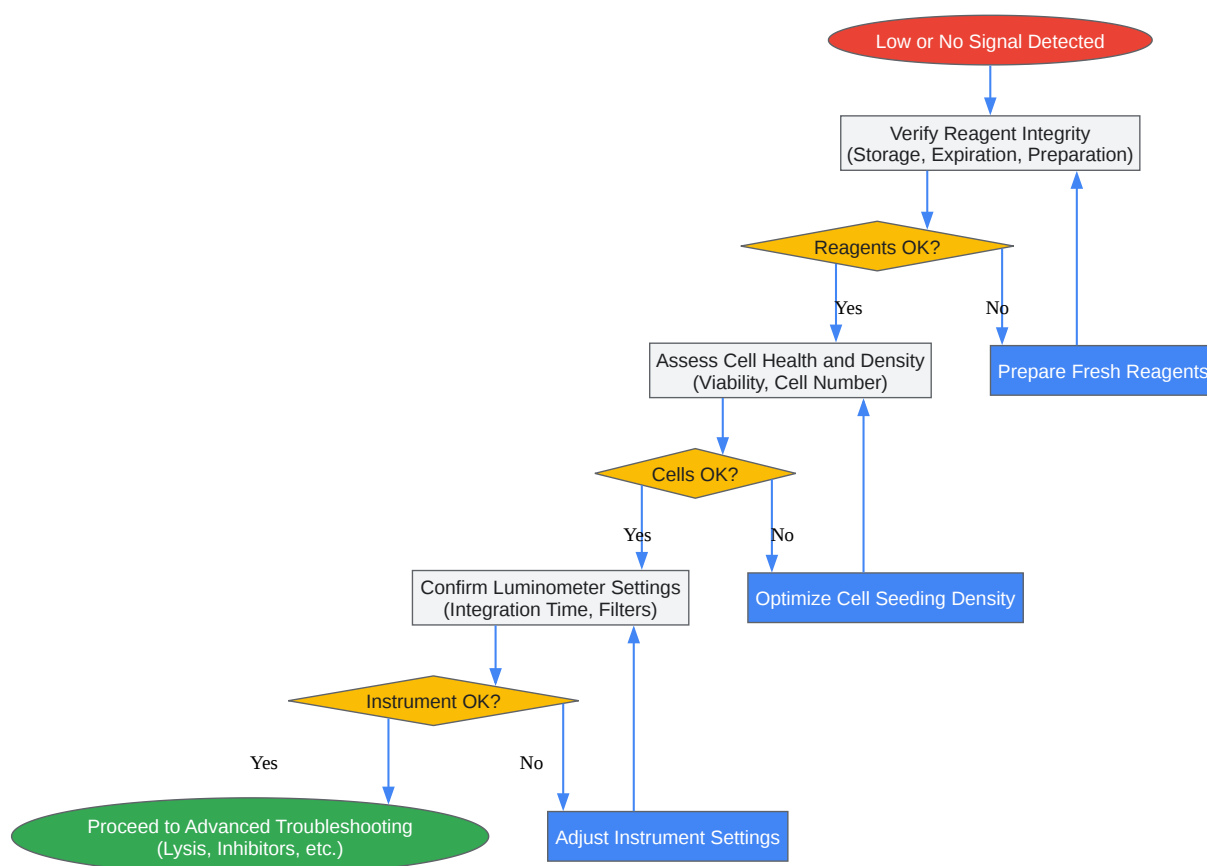 Low or No Signal Detected
Verify Reagent Integrity
(Storage, Expiration, Preparation)
Reagents OK?
Yes
No
Assess Cell Health and Density
(Viability, Cell Number)
Prepare Fresh Reagents
Cells OK?
Yes
No
Confirm Luminometer Settings
(Integration Time, Filters)
Optimize Cell Seeding Density
Instrument OK?
Yes
No
Proceed to Advanced Troubleshooting
(Lysis, Inhibitors, etc.)
Adjust Instrument Settings